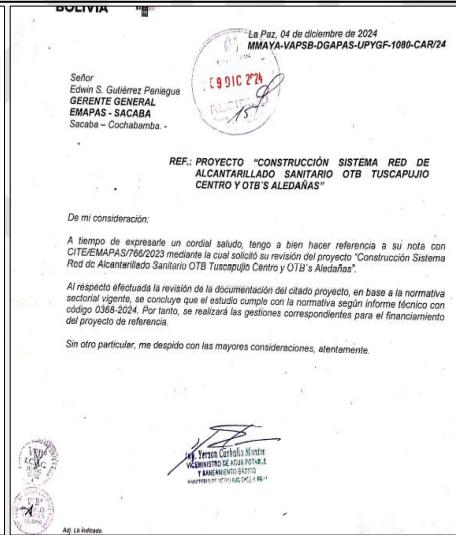 BOLIVIA
La Paz, 04 de diciembre de 2024
MMAYA-VAPSB-DGAPAS-UPYGF-1080-CAR/24
09 DIC 2024
Señor
Edwin S. Gutiérrez Peniegue
GERENTE GENERAL
EMAPAS - SACABA
Sacaba – Cochabamba. -
REF.: PROYECTO "CONSTRUCCIÓN SISTEMA RED DE
ALCANTARILLADO SANITARIO OTB TUSCAPUJIO
CENTRO Y OTB'S ALEDAÑAS"
De mi consideración:
A tiempo de expresarle un cordial saludo, tengo a bien hacer referencia a su nota con
CITE/EMAPAS/766/2023 mediante la cual solicitó su revisión del proyecto "Construcción Sistema
Red de Alcantarillado Sanitario OTB Tuscapujio Centro y OTB's Aledañas".
Al respecto efectuada la revisión de la documentación del citado proyecto, en base a la normativa
sectorial vigente, se concluye que el estudio cumple con la normativa según informe técnico con
código 0368-2024. Por tanto, se realizará las gestiones correspondientes para el financiamiento
del proyecto de referencia.
Sin otro particular, me despido con las mayores consideraciones, atentamente.
Ing. Yerson Carballo Montte
VICEMINISTRO DE AGUA POTABLE
Y SANEAMIENTO BÁSICO
Adj. Lo indicado